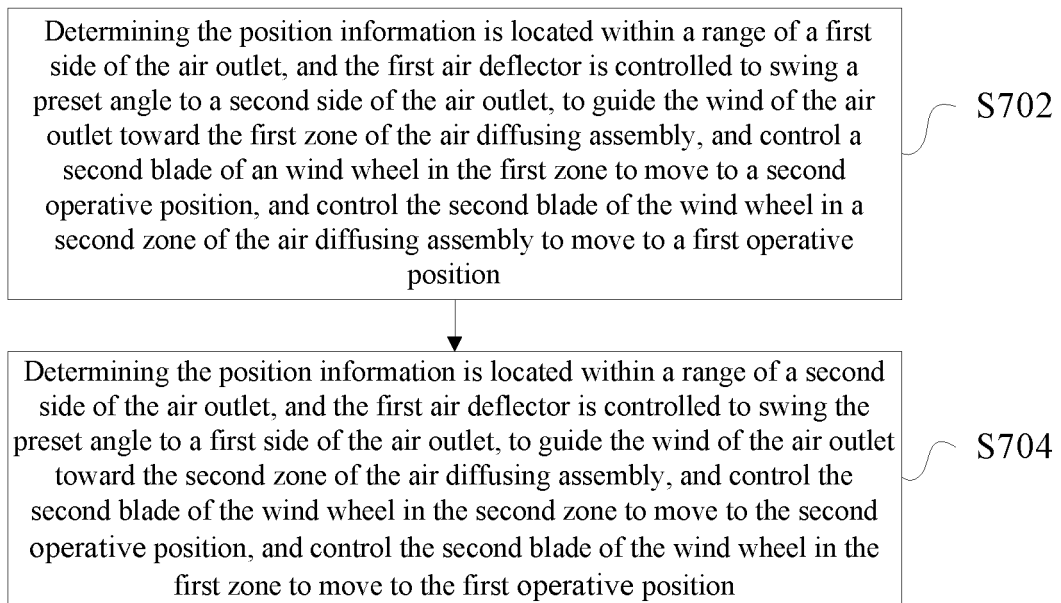 Determining the position information is located within a range of a first
side of the air outlet, and the first air deflector is controlled to swing a
preset angle to a second side of the air outlet, to guide the wind of the air
outlet toward the first zone of the air diffusing assembly, and control a
second blade of an wind wheel in the first zone to move to a second
operative position, and control the second blade of the wind wheel in a
second zone of the air diffusing assembly to move to a first operative
position
S702
Determining the position information is located within a range of a second
side of the air outlet, and the first air deflector is controlled to swing the
preset angle to a first side of the air outlet, to guide the wind of the air outlet
toward the second zone of the air diffusing assembly, and control the
second blade of the wind wheel in the second zone to move to the second
operative position, and control the second blade of the wind wheel in the
first zone to move to the first operative position
S704